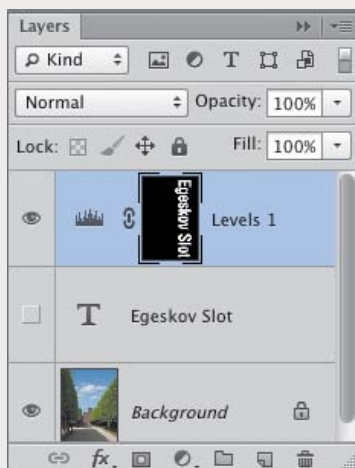 Layers
Kind
Normal Opacity: 100%
Lock: Fill: 100%
Egeskov Slot Levels 1
T Egeskov Slot
Background
fx.